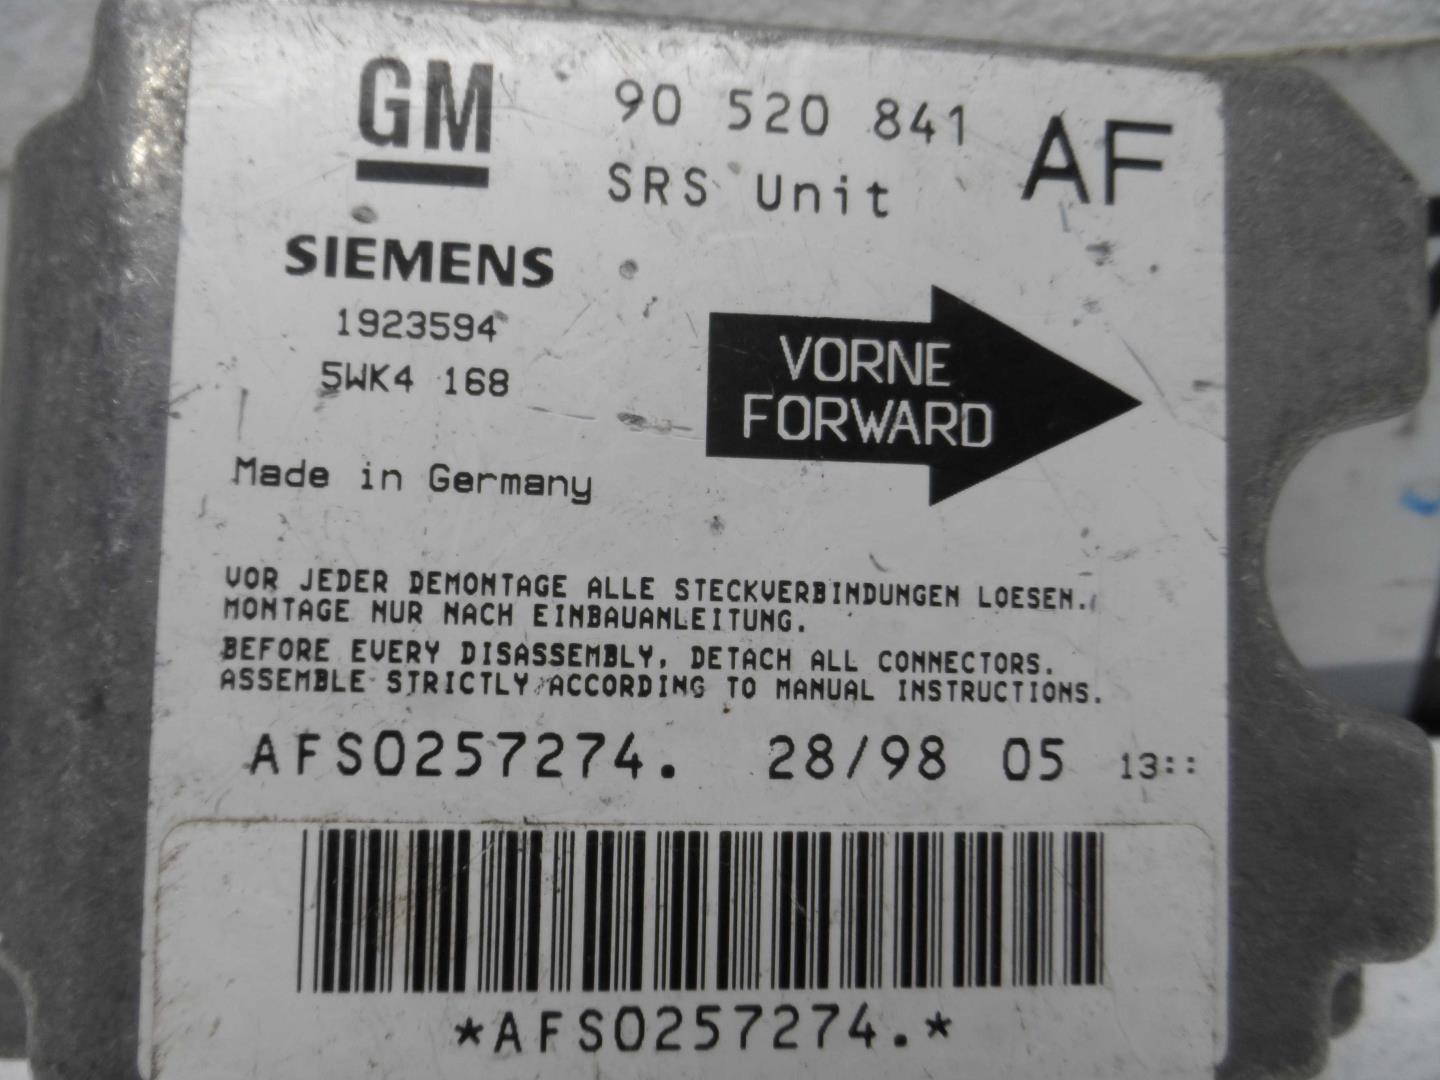 GM 90 520 841 AF
SRS Unit
SIEMENS
1923594
5WK4 168
VORNE
FORWARD
Made in Germany
VOR JEDER DEMONTAGE ALLE STECKVERBINDUNGEN LOESEN.
MONTAGE NUR NACH EINBAUANLEITUNG.
BEFORE EVERY DISASSEMBLY, DETACH ALL CONNECTORS.
ASSEMBLE STRICTLY ACCORDING TO MANUAL INSTRUCTIONS.
AFS0257274. 28/98 05 13::
*AFS0257274.*